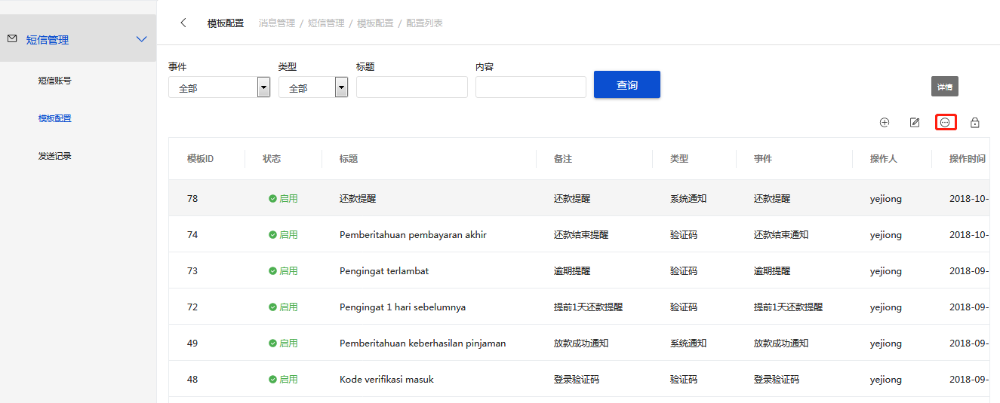 模板配置 消息管理 / 短信管理 / 模板配置 / 配置列表
短信管理
短信账号
模板配置
发送记录
事件 类型 标题 内容
全部 全部 查询
详情
模板ID 状态 标题 备注 类型 事件 操作人 操作时间
78 启用 还款提醒 还款提醒 系统通知 还款提醒 yejiong 2018-10-
74 启用 Pemberitahuan pembayaran akhir 还款结束提醒 验证码 还款结束通知 yejiong 2018-10-
73 启用 Pengingat terlambat 逾期提醒 验证码 逾期提醒 yejiong 2018-09-
72 启用 Pengingat 1 hari sebelumnya 提前1天还款提醒 验证码 提前1天还款提醒 yejiong 2018-09-
49 启用 Pemberitahuan keberhasilan pinjaman 放款成功通知 系统通知 放款成功通知 yejiong 2018-09-
48 启用 Kode verifikasi masuk 登录验证码 验证码 登录验证码 yejiong 2018-09-